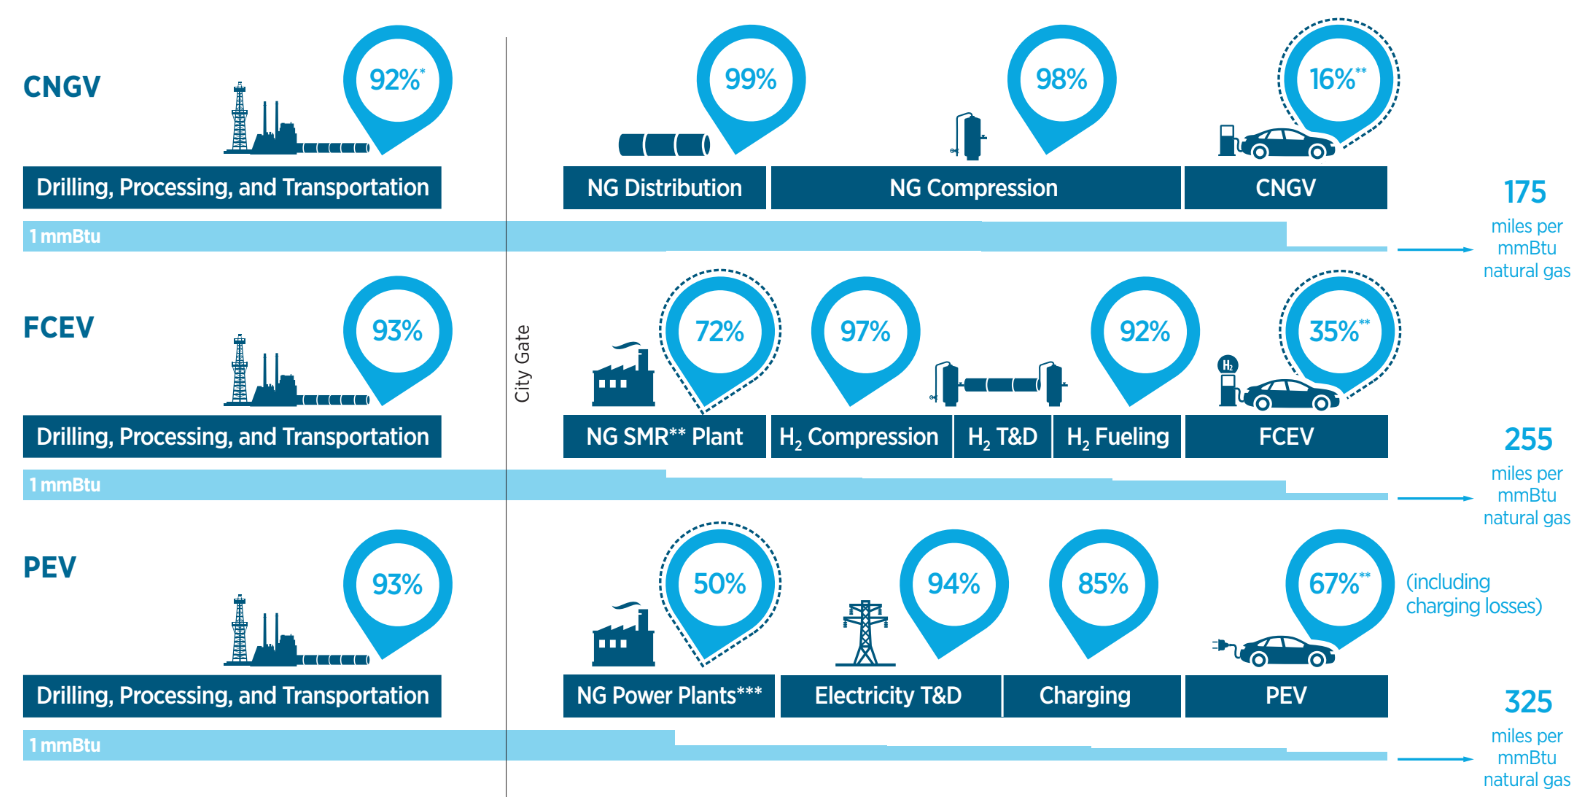 CNGV
92%*
99%
98%
16%**
Drilling, Processing, and Transportation
NG Distribution
NG Compression
CNGV
1 mmBtu
175
miles per
mmBtu
natural gas
City Gate
FCEV
93%
72%
97%
92%
35%**
H2
Drilling, Processing, and Transportation
NG SMR** Plant
H2 Compression
H2 T&D
H2 Fueling
FCEV
1 mmBtu
255
miles per
mmBtu
natural gas
PEV
93%
50%
94%
85%
67%**
(including
charging losses)
Drilling, Processing, and Transportation
NG Power Plants***
Electricity T&D
Charging
PEV
1 mmBtu
325
miles per
mmBtu
natural gas